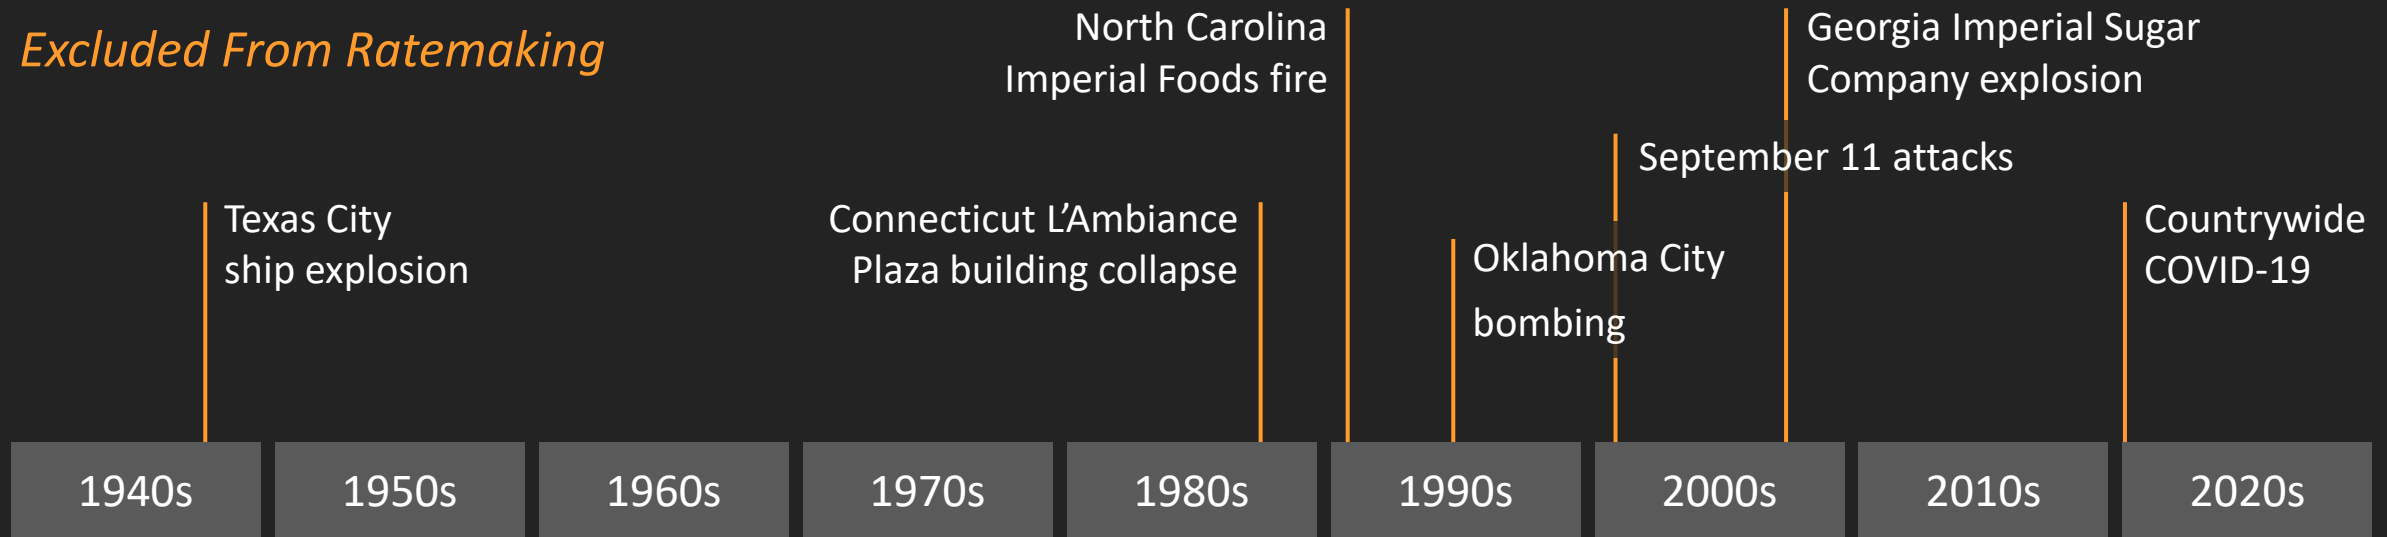 Excluded From Ratemaking
North Carolina
Imperial Foods fire
Georgia Imperial Sugar
Company explosion
September 11 attacks
Texas City
ship explosion
Connecticut L’Ambiance
Plaza building collapse
Oklahoma City
bombing
Countrywide
COVID-19
1940s
1950s
1960s
1970s
1980s
1990s
2000s
2010s
2020s